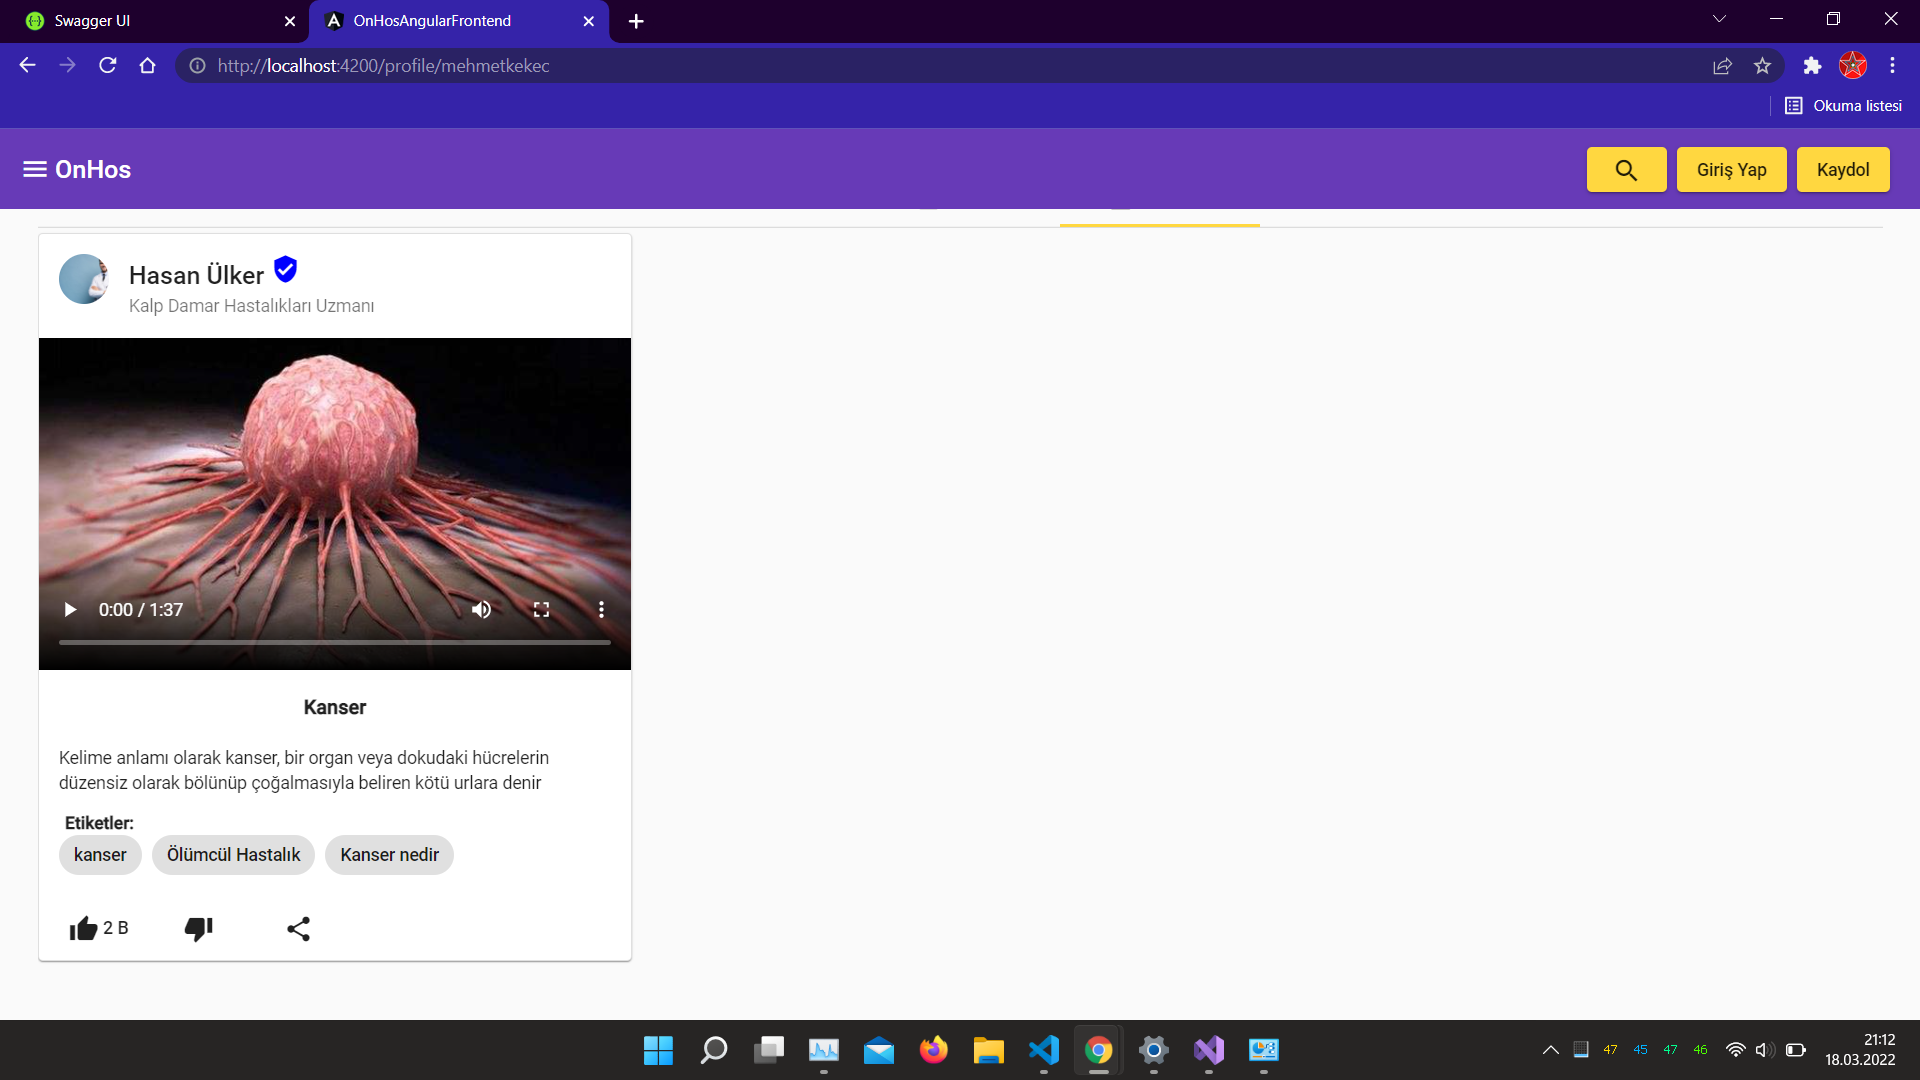 Swagger UI
OnHosAngularFrontend
http://localhost:4200/profile/mehmetkekec
Okuma listesi
OnHos
Giriş Yap
Kaydol
Hasan Ülker
Kalp Damar Hastalıkları Uzmanı
0:00 / 1:37
Kanser
Kelime anlamı olarak kanser, bir organ veya dokudaki hücrelerin
düzensiz olarak bölünüp çoğalmasıyla beliren kötü urlara denir
Etiketler:
kanser
Ölümcül Hastalık
Kanser nedir
2 B
47 45 47 46
21:12
18.03.2022